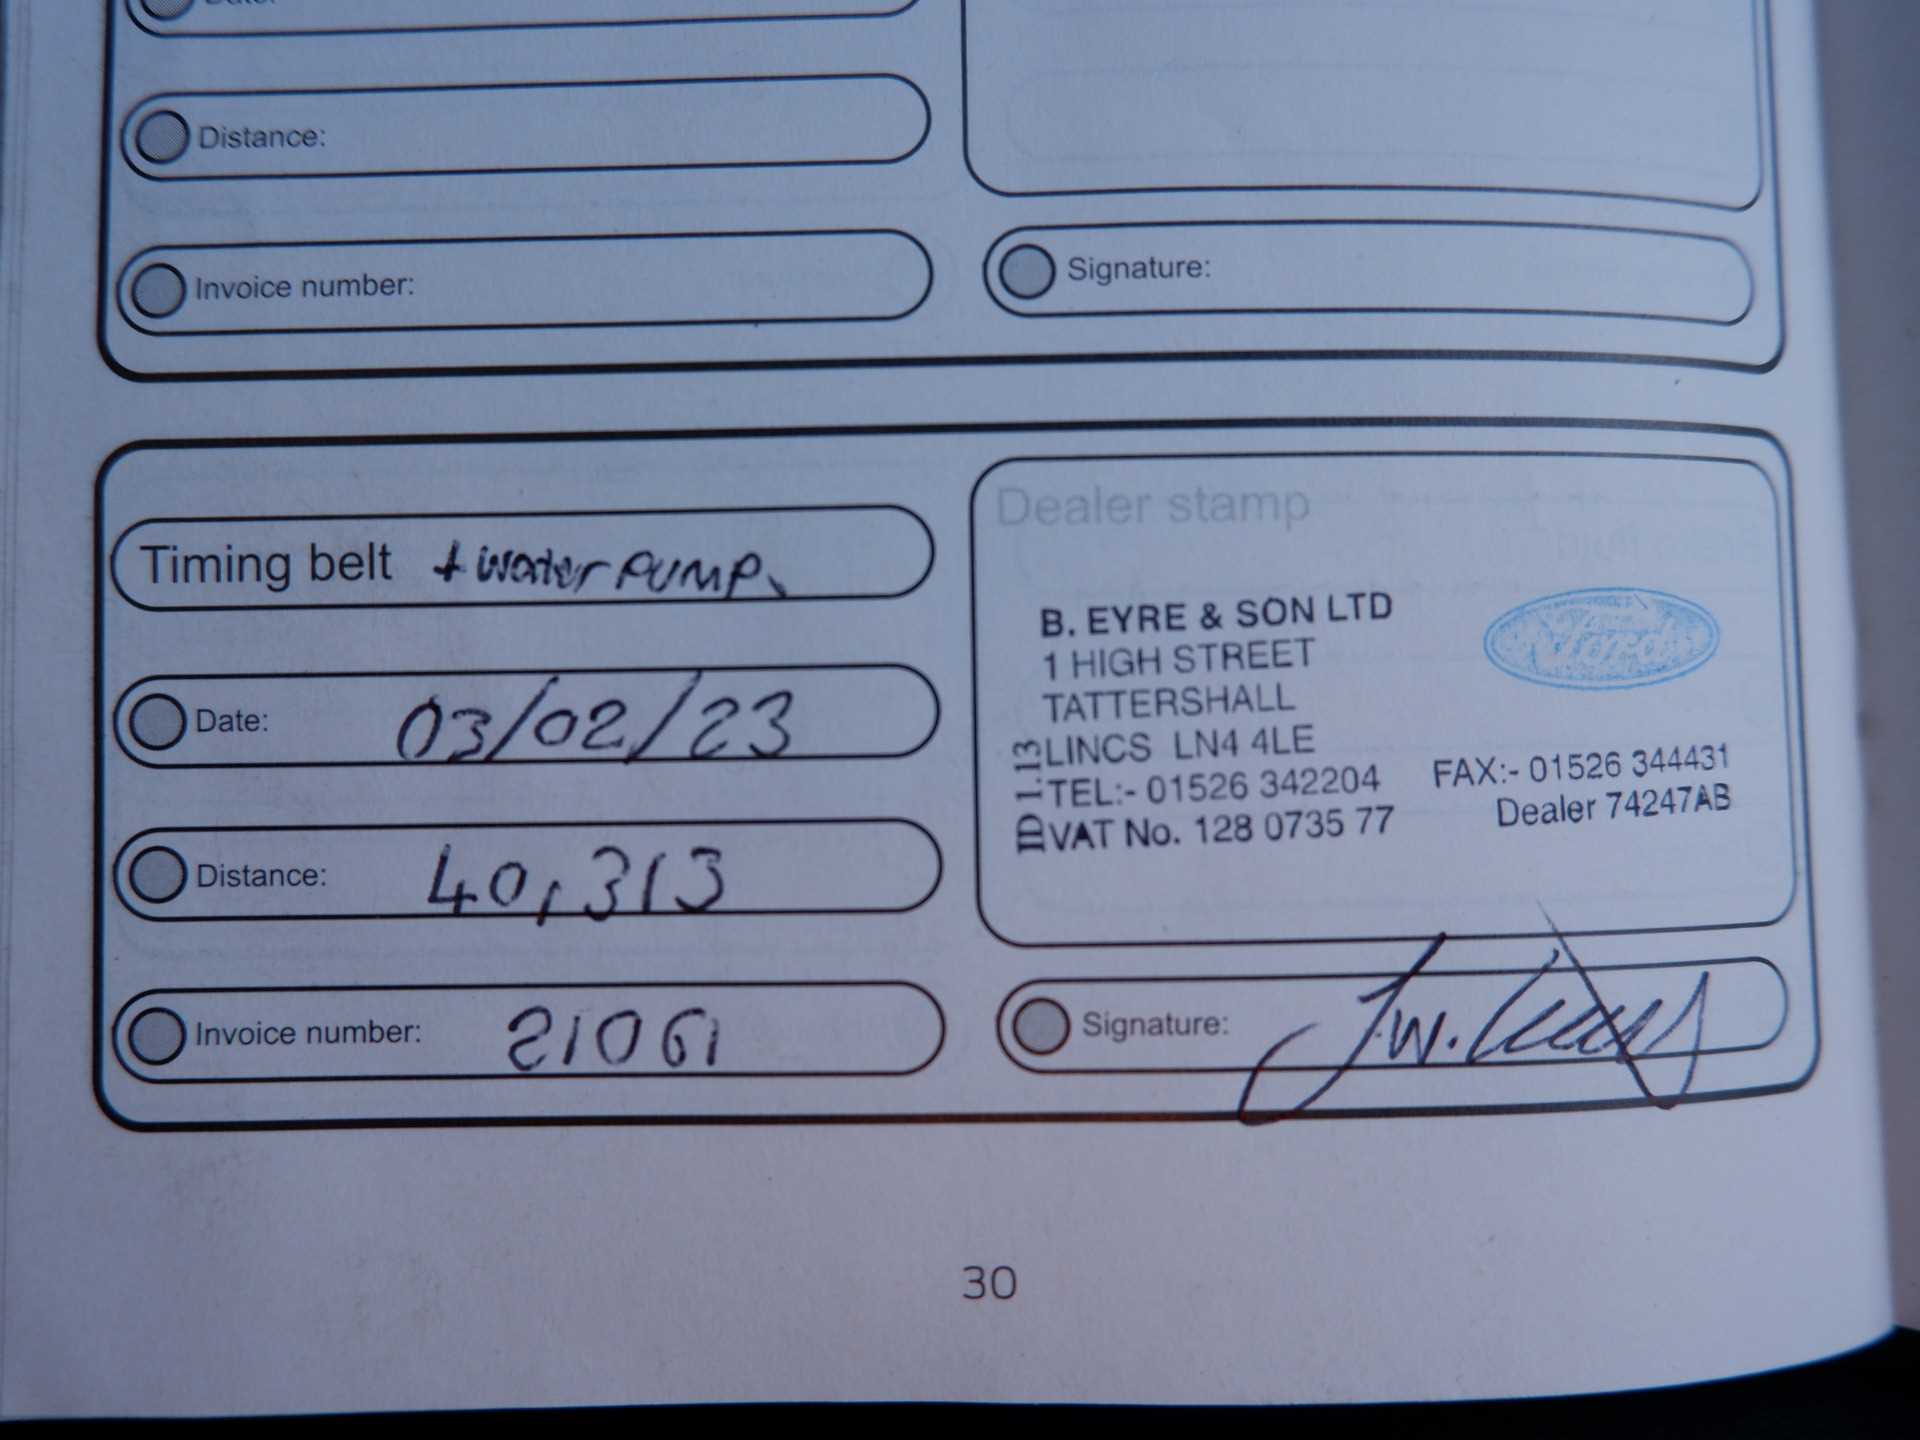 Date:
Distance:
Invoice number:
Signature:
Timing belt + water PUMP
Date: 03/02/23
Distance: 40,313
Invoice number: 21061
Dealer stamp
B. EYRE & SON LTD
1 HIGH STREET
TATTERSHALL
LINCS LN4 4LE
TEL:- 01526 342204
VAT No. 128 0735 77
ID 1.13
Ford
FAX:- 01526 344431
Dealer 74247AB
Signature: J.W.
30